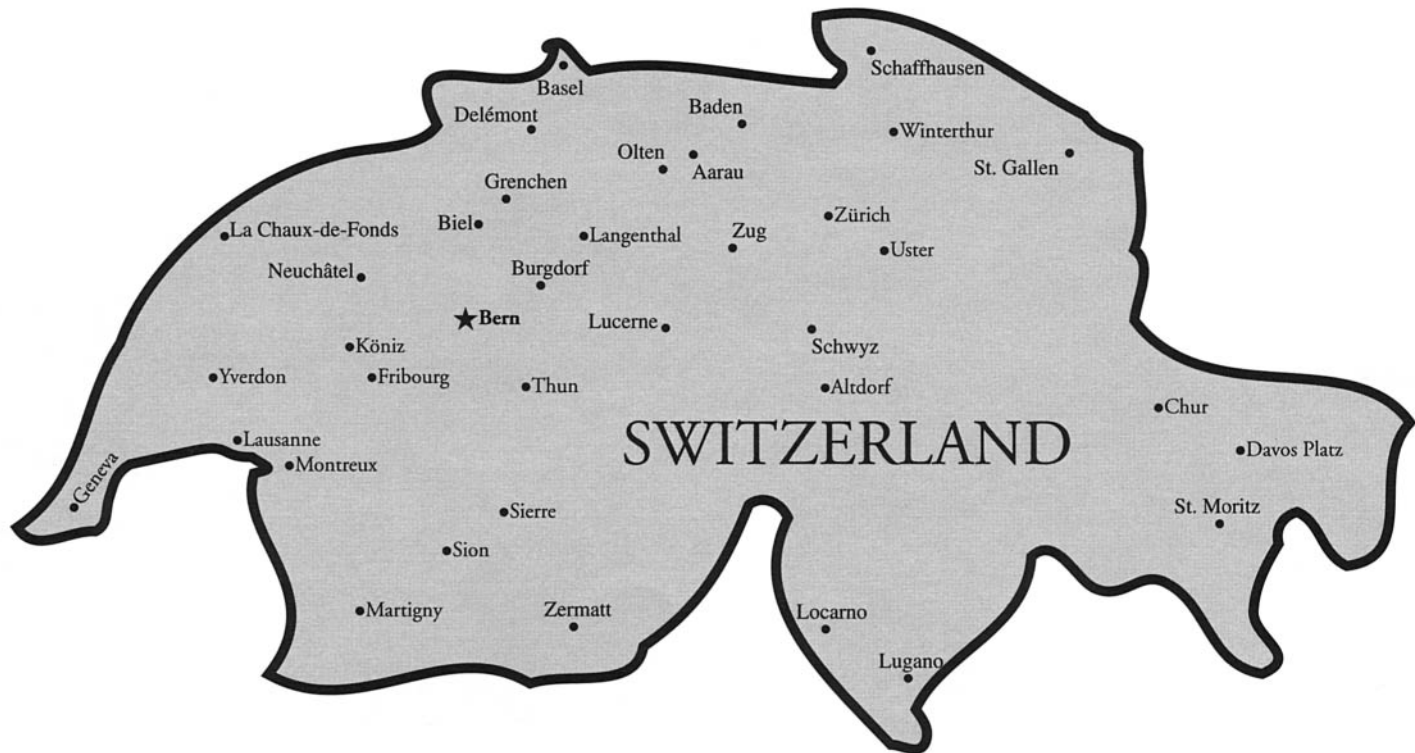 Schaffhausen
Basel
Baden
Delémont
Winterthur
Olten
Aarau
St. Gallen
Grenchen
Zürich
Biel
La Chaux-de-Fonds
Langenthal
Zug
Uster
Neuchâtel
Burgdorf
Bern
Lucerne
Schwyz
Köniz
Yverdon
Fribourg
Thun
Altdorf
Chur
SWITZERLAND
Lausanne
Davos Platz
Montreux
Geneva
St. Moritz
Sierre
Sion
Martigny
Zermatt
Locarno
Lugano